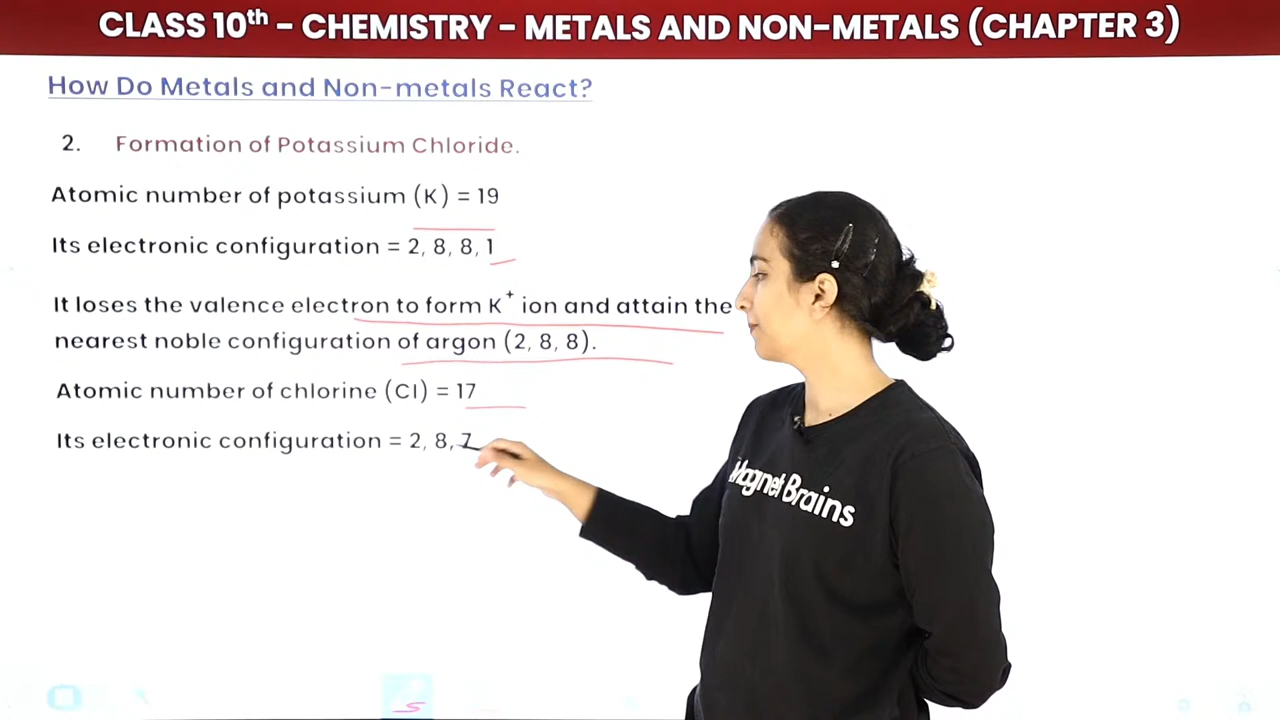 CLASS 10th - CHEMISTRY - METALS AND NON-METALS (CHAPTER 3)
How Do Metals and Non-metals React?
2. Formation of Potassium Chloride.
Atomic number of potassium (K) = 19
Its electronic configuration = 2, 8, 8, 1
It loses the valence electron to form K⁺ ion and attain the
nearest noble configuration of argon (2, 8, 8).
Atomic number of chlorine (Cl) = 17
Its electronic configuration = 2, 8, 7
Magnet Brains